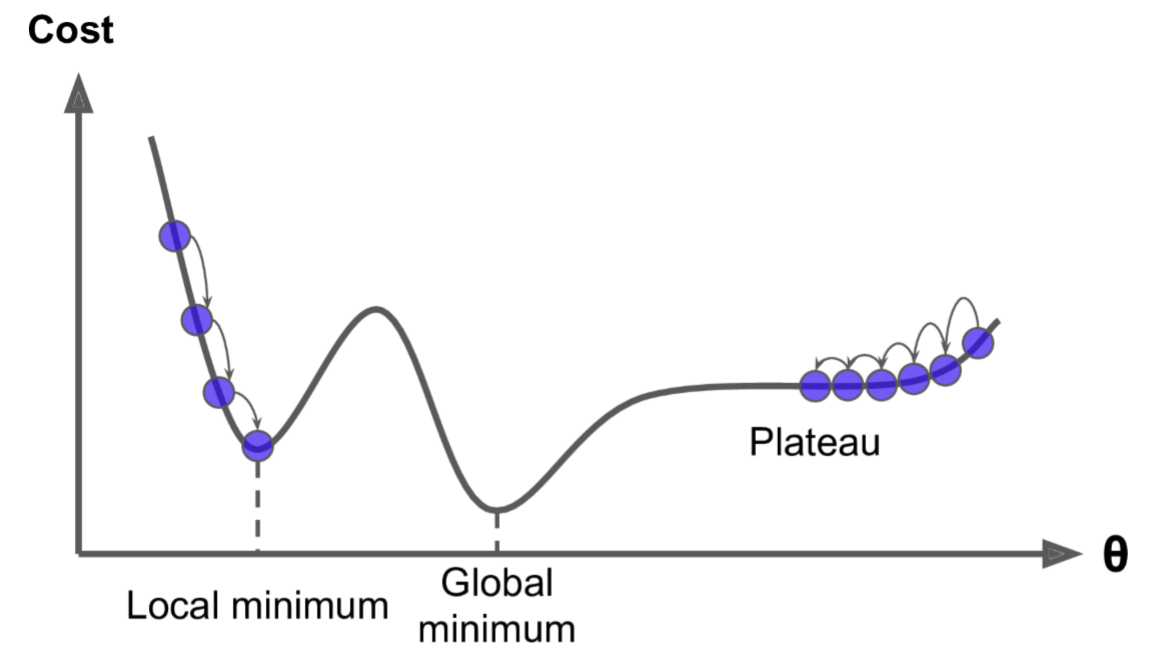 Cost
Plateau
θ
Local minimum
Global
minimum